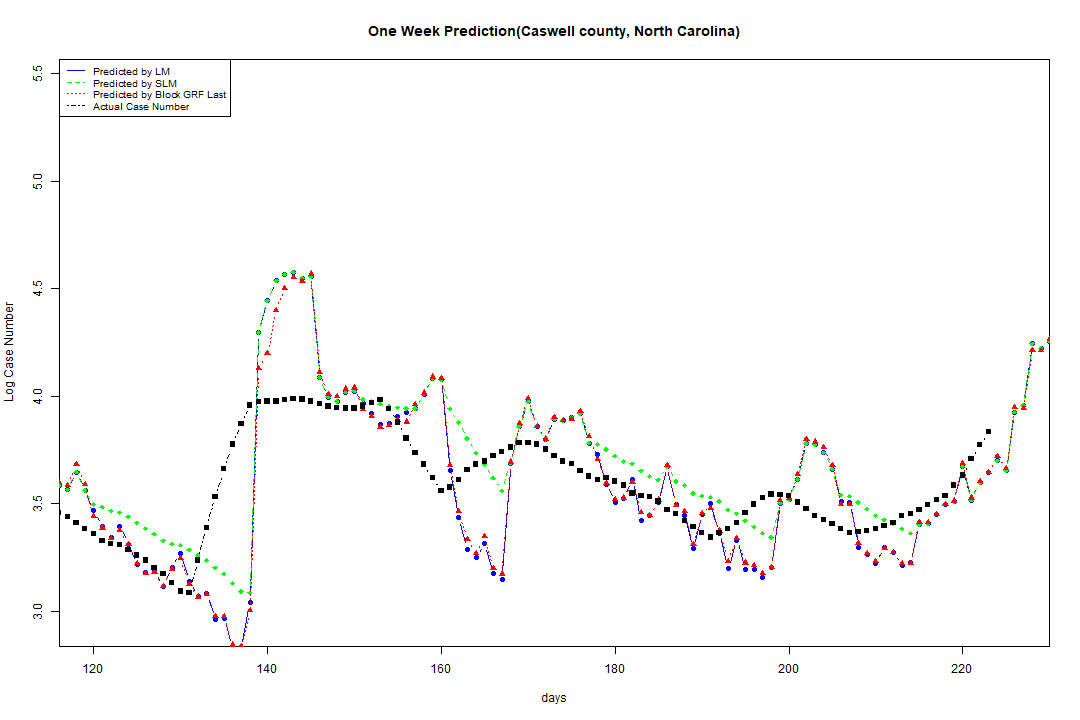 One Week Prediction(Caswell county, North Carolina)
Predicted by LM
Predicted by SLM
Predicted by Block GRF Last
Actual Case Number
5.5
5.0
4.5
4.0
3.5
3.0
Log Case Number
120 140 160 180 200 220
days